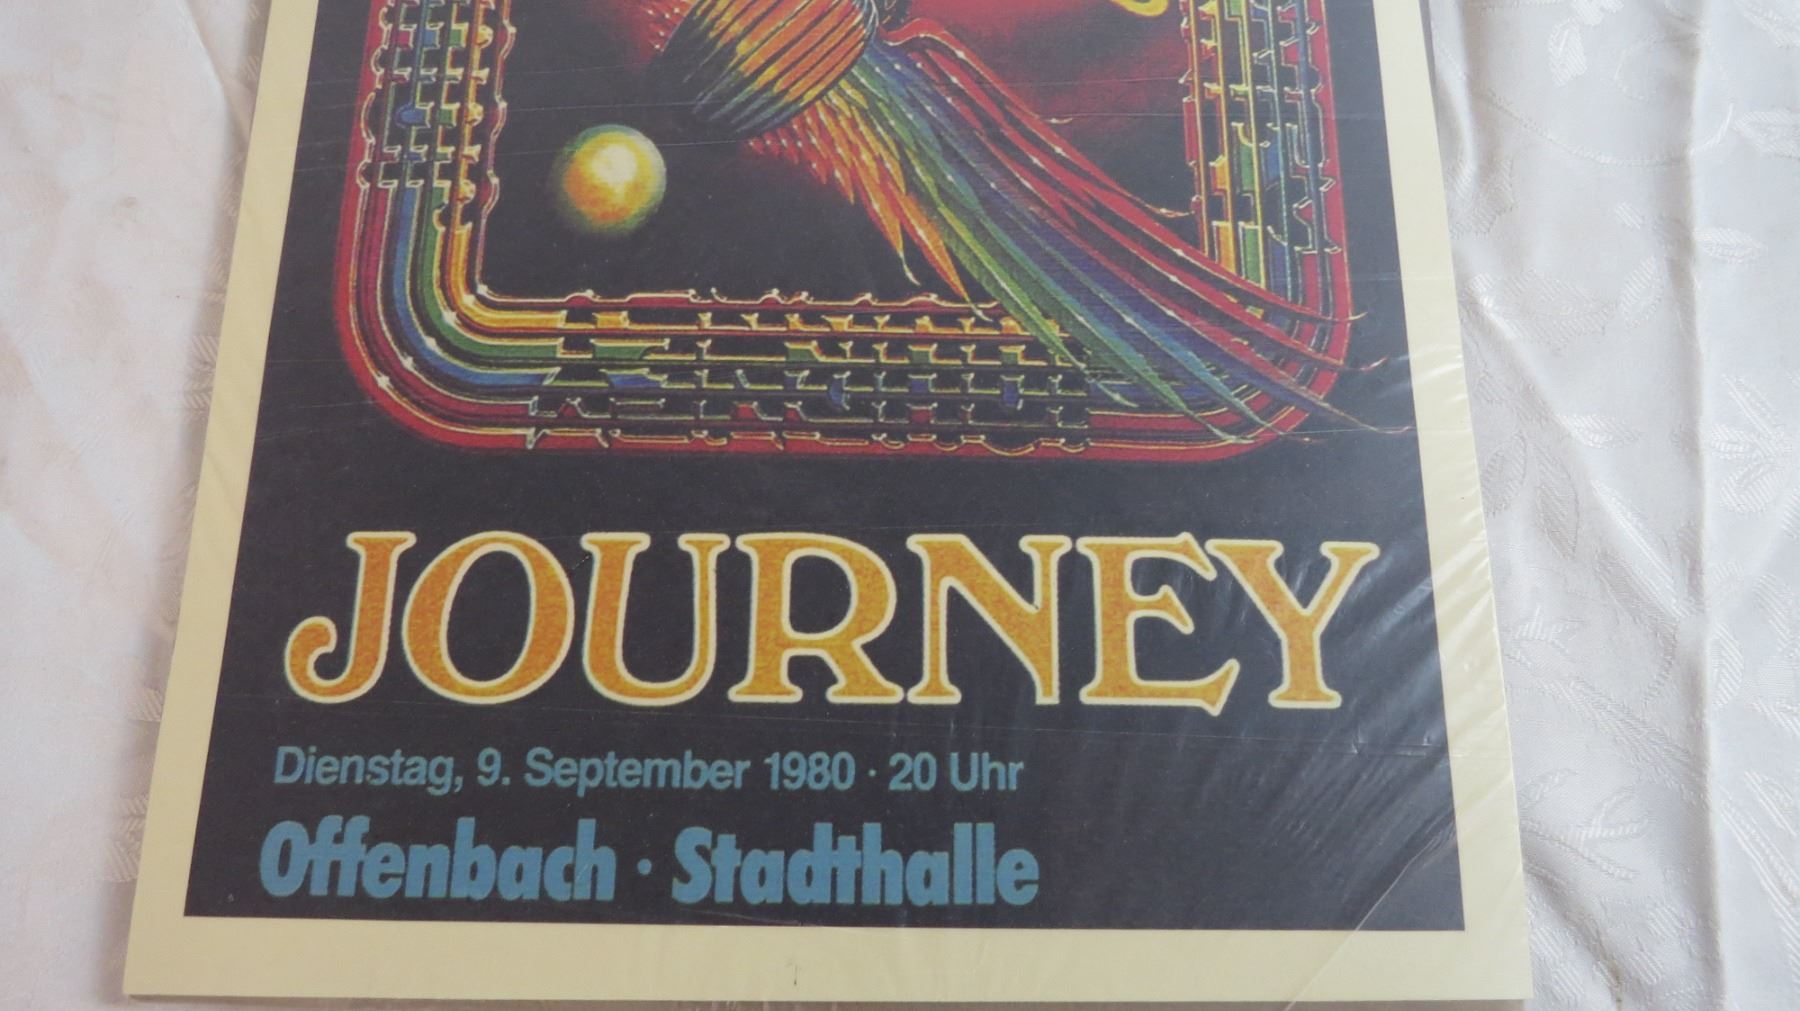 JOURNEY
Dienstag, 9. September 1980 · 20 Uhr
Offenbach · Stadthalle